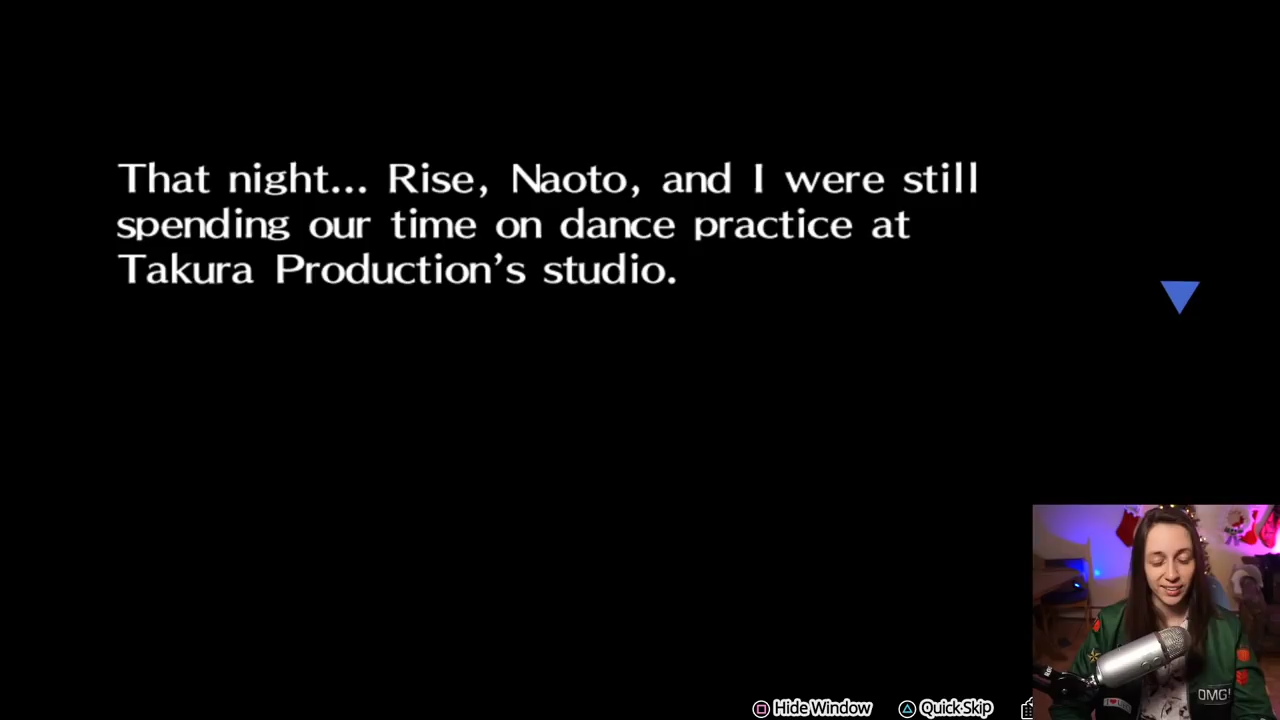 That night... Rise, Naoto, and I were still
spending our time on dance practice at
Takura Production's studio.
Hide Window Quick Skip
OMG!